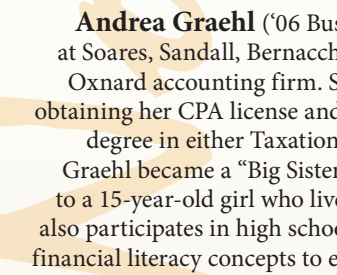 Andrea Graehl (‘06 Bus
at Soares, Sandall, Bernacch
Oxnard accounting firm. S
obtaining her CPA license and
degree in either Taxation
Graehl became a “Big Sister
to a 15-year-old girl who live
also participates in high schoo
financial literacy concepts to e